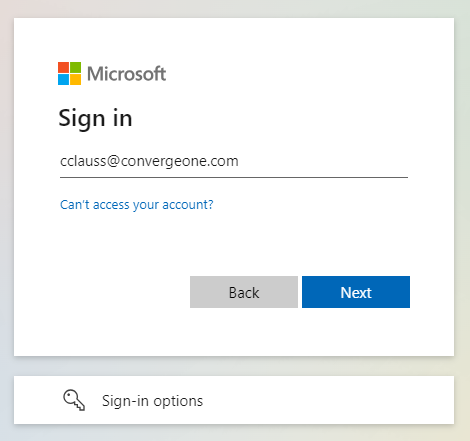 Microsoft
Sign in
cclauss@convergeone.com
Can't access your account?
Back
Next
Sign-in options